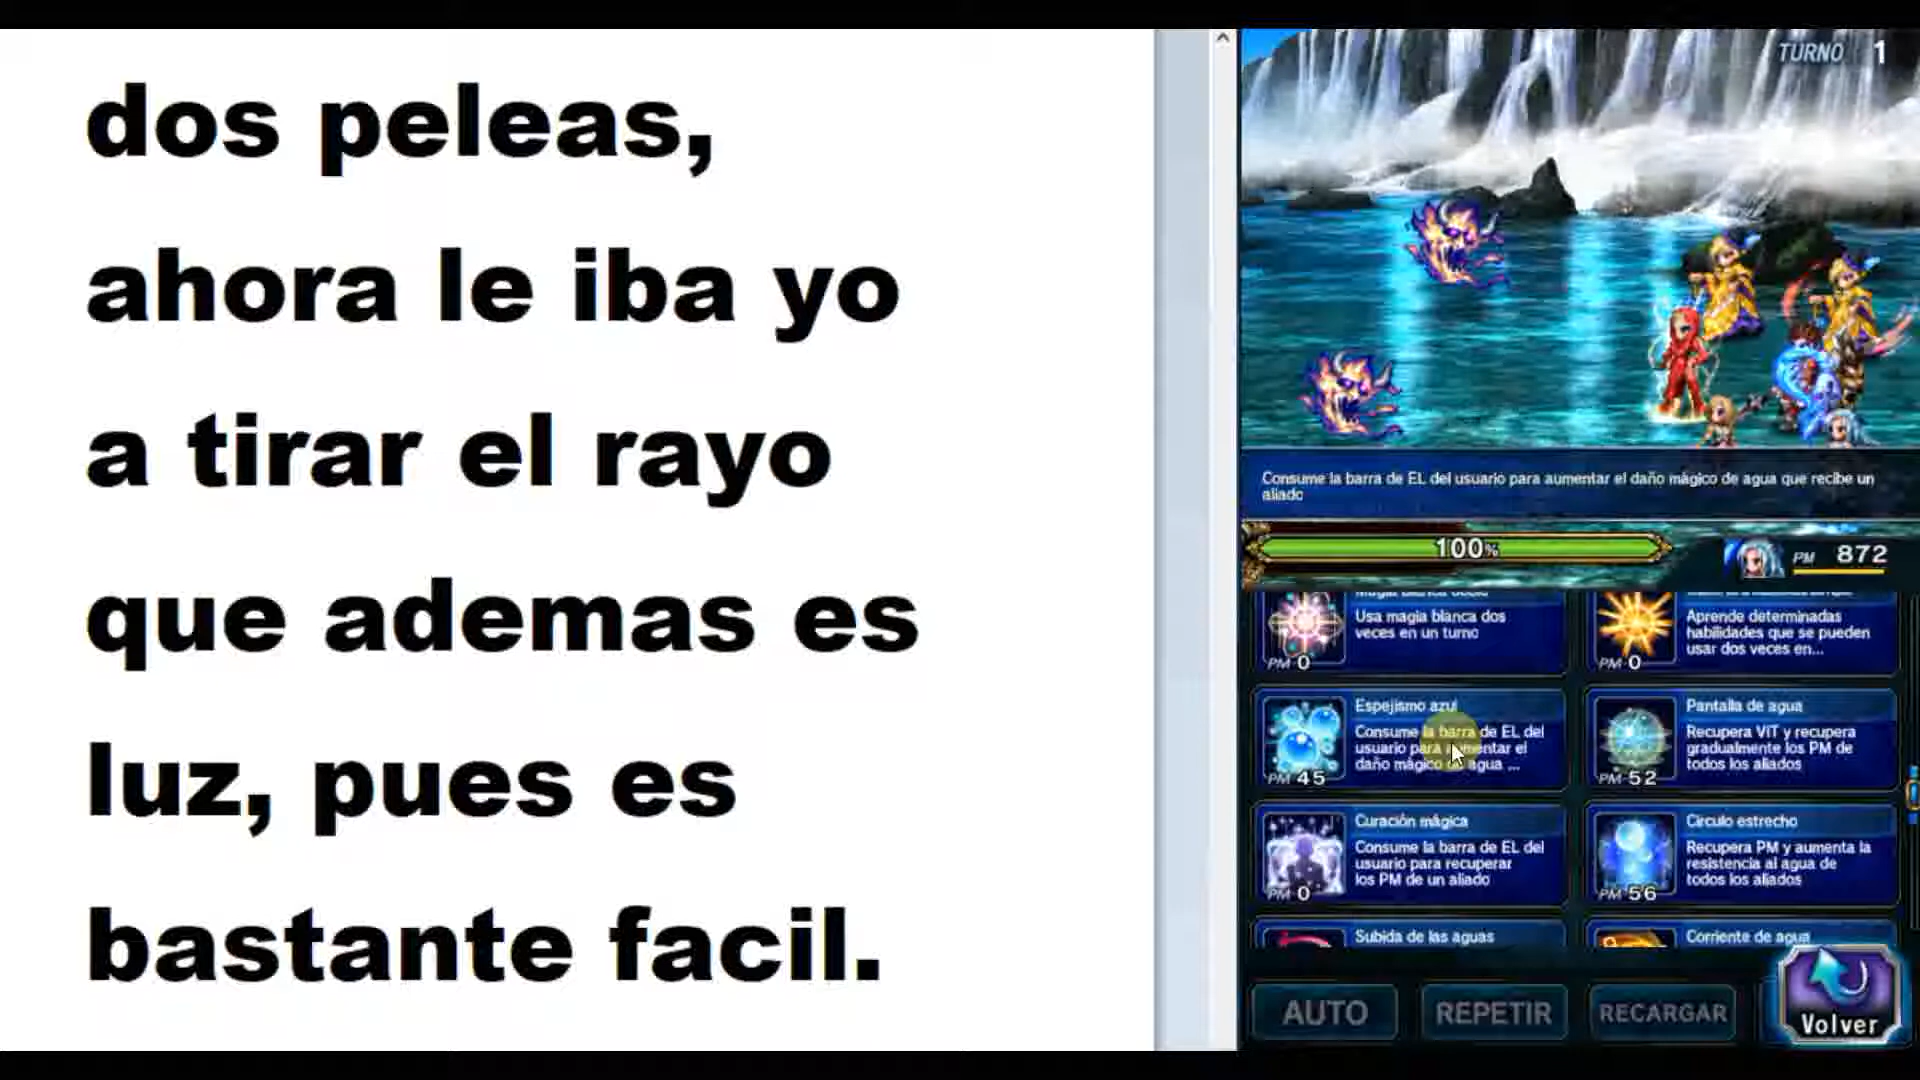 dos peleas,
ahora le iba yo
a tirar el rayo
que ademas es
luz, pues es
bastante facil.
TURNO 1
Consume la barra de EL del usuario para aumentar el daño mágico de agua que recibe un
aliado
100%
PM 872
Usa magia blanca dos
veces en un turno
PM 0
Aprende determinadas
habilidades que se pueden
usar dos veces en...
PM 0
Espejismo azul
Consume la barra de EL del
usuario para aumentar el
daño mágico de agua ...
PM 45
Pantalla de agua
Recupera VIT y recupera
gradualmente los PM de
todos los aliados
PM 52
Curación mágica
Consume la barra de EL del
usuario para recuperar
los PM de un aliado
PM 0
Círculo estrecho
Recupera PM y aumenta la
resistencia al agua de
todos los aliados
PM 56
Subida de las aguas
Corriente de agua
AUTO
REPETIR
RECARGAR
Volver